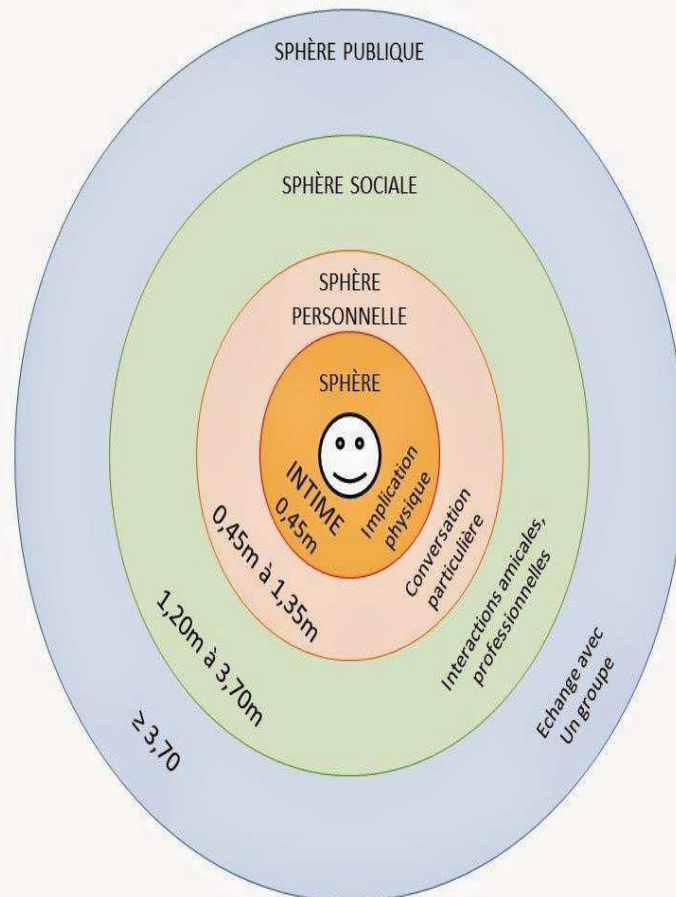 SPHÈRE PUBLIQUE
SPHÈRE SOCIALE
SPHÈRE
PERSONNELLE
SPHÈRE
INTIME
0,45m
Implication
physique
0,45m à 1,35m
Conversation
particulière
1,20m à 3,70m
Interactions amicales,
professionnelles
≥ 3,70
Echange avec
Un groupe